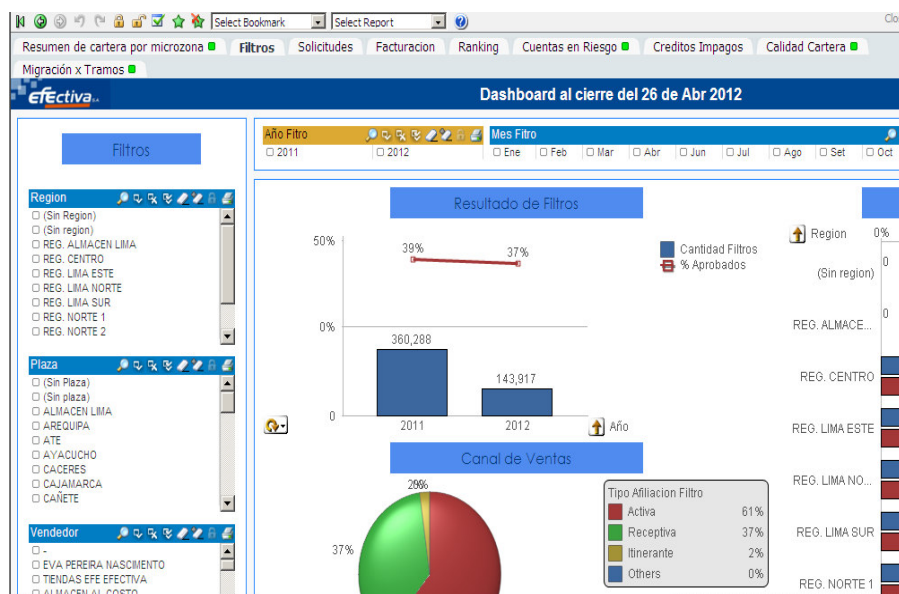 Select Bookmark Select Report Clo
Resumen de cartera por microzona Filtros Solicitudes Facturacion Ranking Cuentas en Riesgo Creditos Impagos Calidad Cartera
Migración x Tramos
EfEctiva Dashboard al cierre del 26 de Abr 2012
Filtros
Año Fitro Mes Fitro
2011 2012 Ene Feb Mar Abr Jun Jul Ago Set Oct
Region
(Sin Region)
(Sin region)
REG. ALMACEN LIMA
REG. CENTRO
REG. LIMA ESTE
REG. LIMA NORTE
REG. LIMA SUR
REG. NORTE 1
REG. NORTE 2
Plaza
(Sin Plaza)
(Sin plaza)
ALMACEN LIMA
AREQUIPA
ATE
AYACUCHO
CACERES
CAJAMARCA
CAÑETE
Vendedor
-
EVA PEREIRA NASCIMENTO
TIENDAS EFE EFECTIVA
ALMACEN AL COSTO
Resultado de Filtros
50%
39%
37%
0%
360,288
143,917
0
2011 2012
Año
Cantidad Filtros
% Aprobados
Canal de Ventas
37%
Tipo Afiliacion Filtro
Activa 61%
Receptiva 37%
Itinerante 2%
Others 0%
Region 0%
(Sin region) 0
REG. ALMACE... 0
REG. CENTRO
REG. LIMA ESTE
REG. LIMA NO...
REG. LIMA SUR
REG. NORTE 1